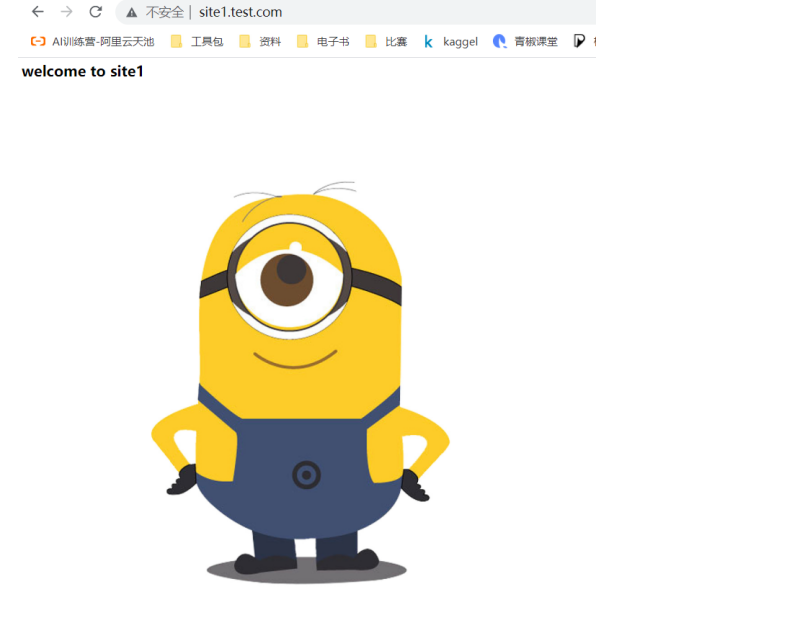 不安全 | site1.test.com
AI训练营-阿里云天池 工具包 资料 电子书 比赛 kaggel 青椒课堂
welcome to site1